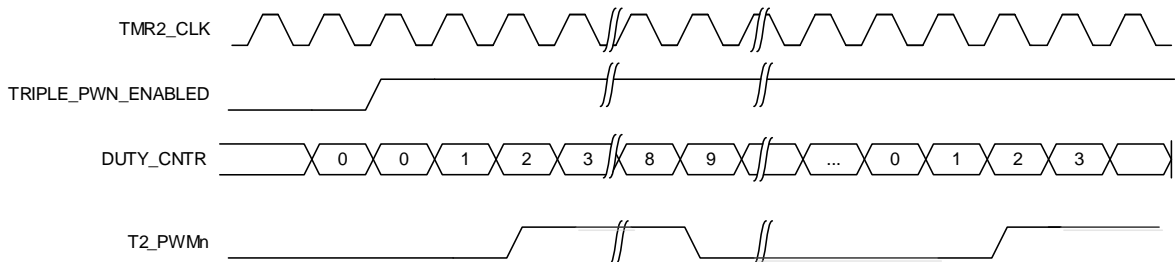 TMR2_CLK
TRIPLE_PWN_ENABLED
DUTY_CNTR 0 0 1 2 3 8 9 ... 0 1 2 3
T2_PWMn